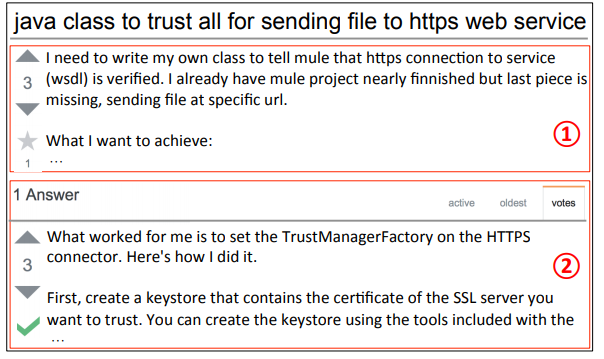 java class to trust all for sending file to https web service
I need to write my own class to tell mule that https connection to service
3
(wsdl) is verified. I already have mule project nearly finnished but last piece is
missing, sending file at specific url.
What I want to achieve:
①
1
...
1 Answer
active oldest votes
What worked for me is to set the TrustManagerFactory on the HTTPS
3
connector. Here's how I did it.
②
First, create a keystore that contains the certificate of the SSL server you
want to trust. You can create the keystore using the tools included with the
...